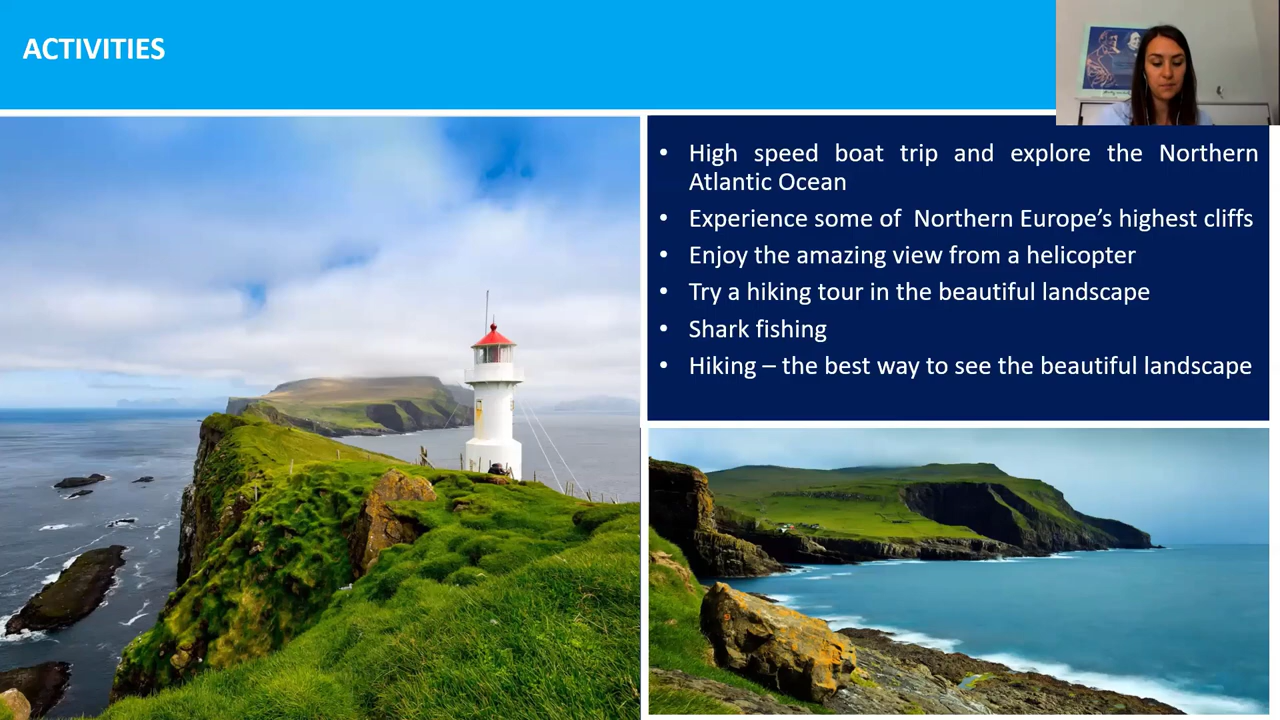 ACTIVITIES
• High speed boat trip and explore the Northern
Atlantic Ocean
• Experience some of Northern Europe’s highest cliffs
• Enjoy the amazing view from a helicopter
• Try a hiking tour in the beautiful landscape
• Shark fishing
• Hiking – the best way to see the beautiful landscape